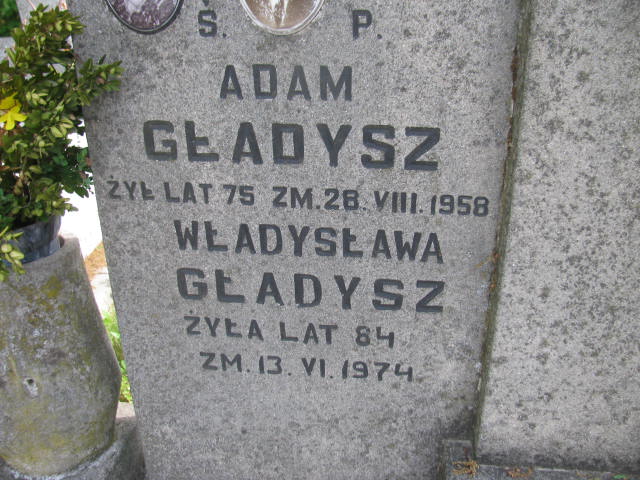 Ś. P.
ADAM
GŁADYSZ
ŻYŁ LAT 75 ZM. 28. VIII. 1958
WŁADYSŁAWA
GŁADYSZ
ŻYŁA LAT 84
ZM. 13. VI. 1974